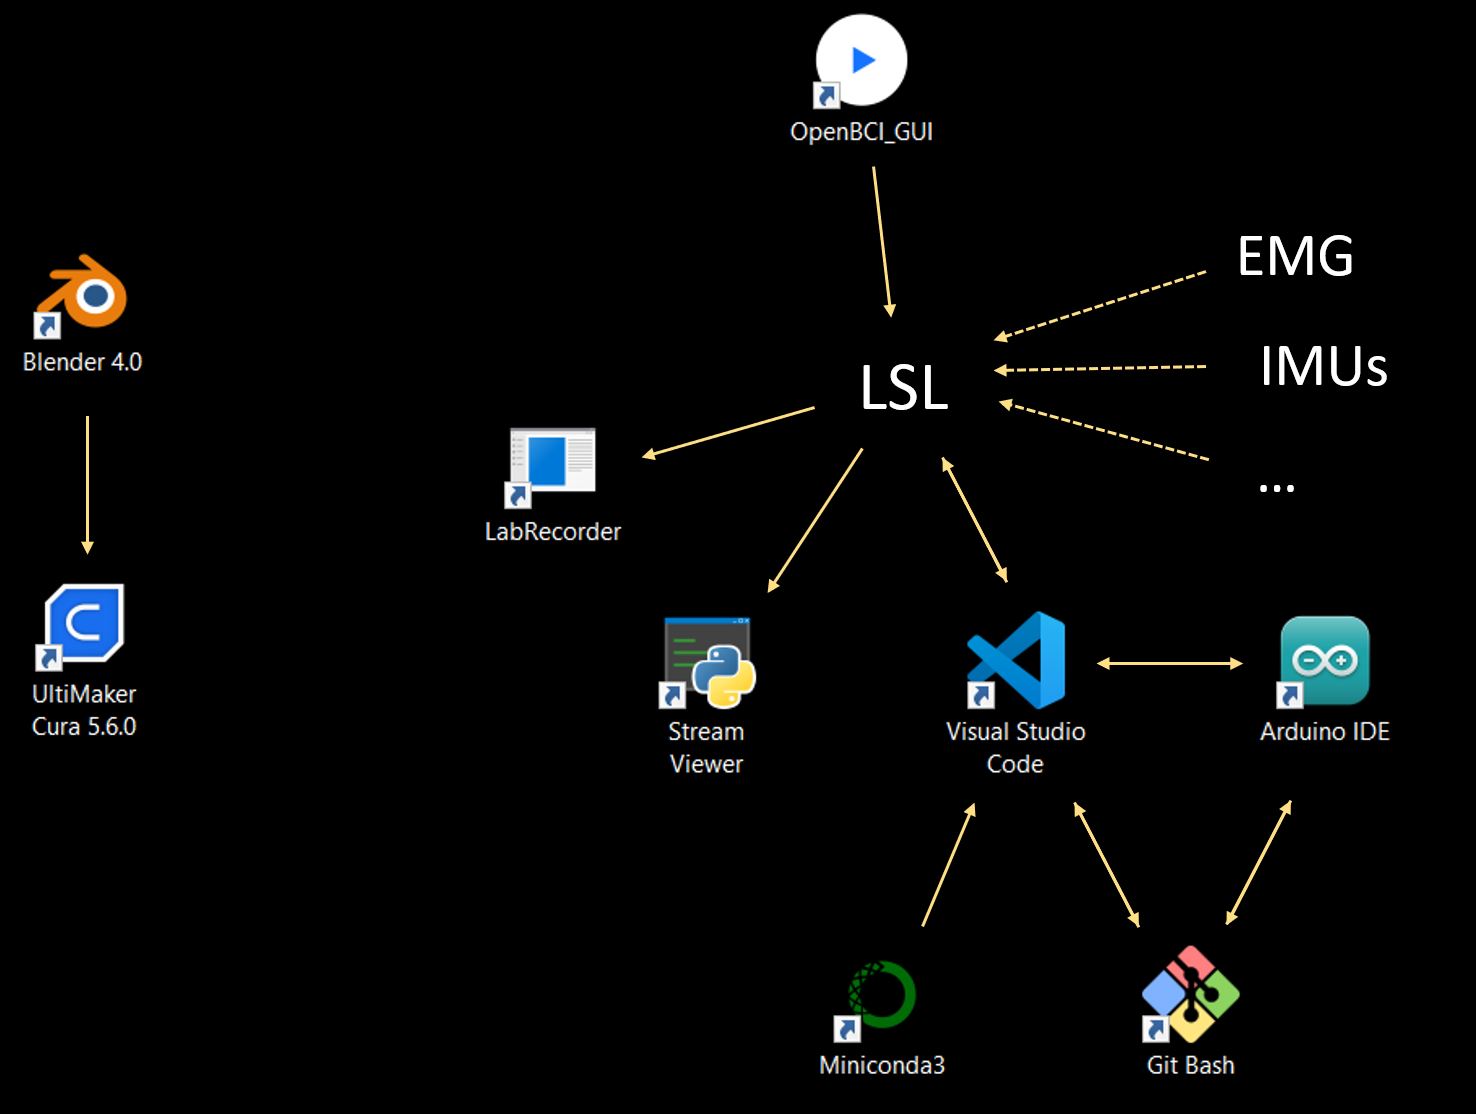 OpenBCI_GUI
EMG
IMUs
...
LSL
Blender 4.0
LabRecorder
UltiMaker
Cura 5.6.0
Stream
Viewer
Visual Studio
Code
Arduino IDE
Miniconda3
Git Bash